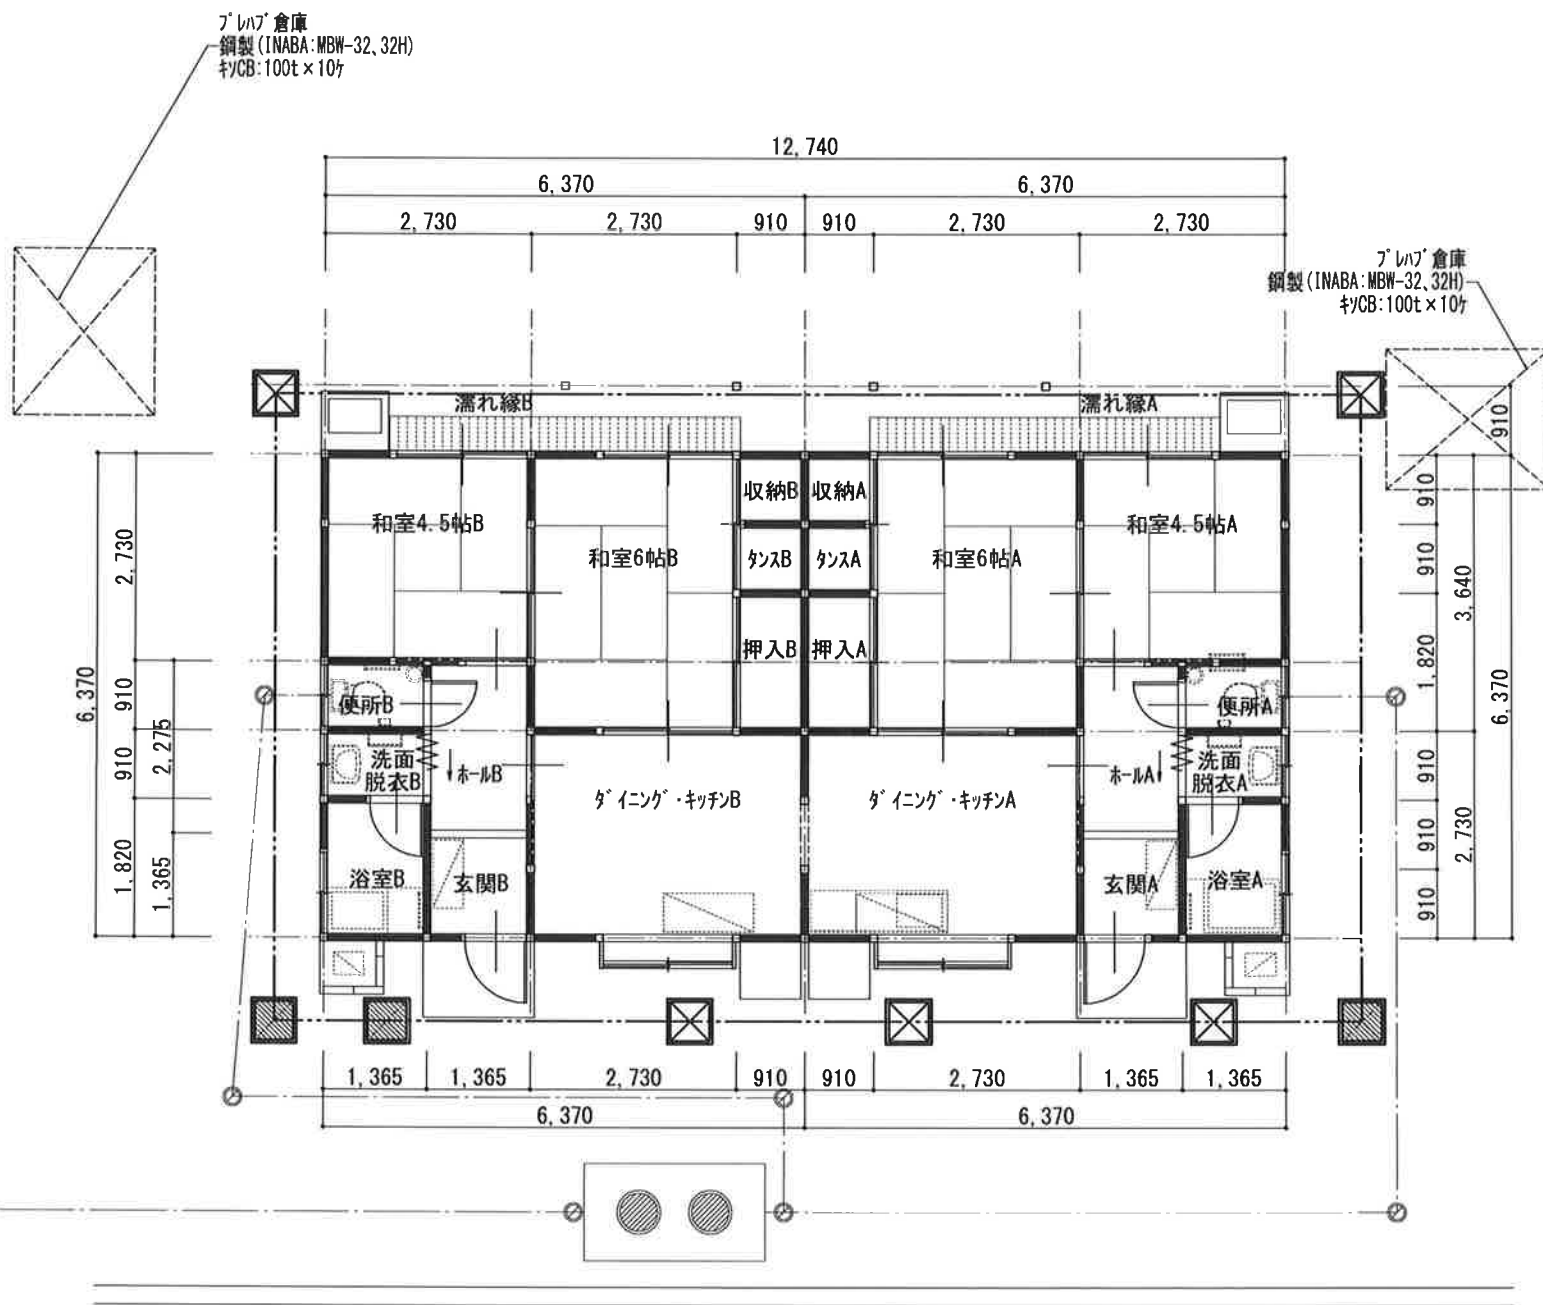 ﾌﾟﾚﾊﾌﾞ倉庫
鋼製(INABA:MBW-32、32H)
ｷｿCB:100t×10ｹ
12,740
6,370
6,370
2,730
2,730
910
910
2,730
2,730
ﾌﾟﾚﾊﾌﾞ倉庫
鋼製(INABA:MBW-32、32H)
ｷｿCB:100t×10ｹ
濡れ縁B
濡れ縁A
910
収納B
収納A
和室4.5帖B
和室4.5帖A
和室6帖B
ﾀﾝｽB
ﾀﾝｽA
和室6帖A
押入B
押入A
6,370
2,730
910
910
1,820
2,275
1,365
910
910
1,820
910
910
910
3,640
2,730
6,370
便所B
便所A
洗面
脱衣B
ﾎｰﾙB
ﾀﾞｲﾆﾝｸﾞ・ｷｯﾁﾝB
ﾀﾞｲﾆﾝｸﾞ・ｷｯﾁﾝA
ﾎｰﾙA
洗面
脱衣A
浴室B
玄関B
玄関A
浴室A
1,365
1,365
2,730
910
910
2,730
1,365
1,365
6,370
6,370